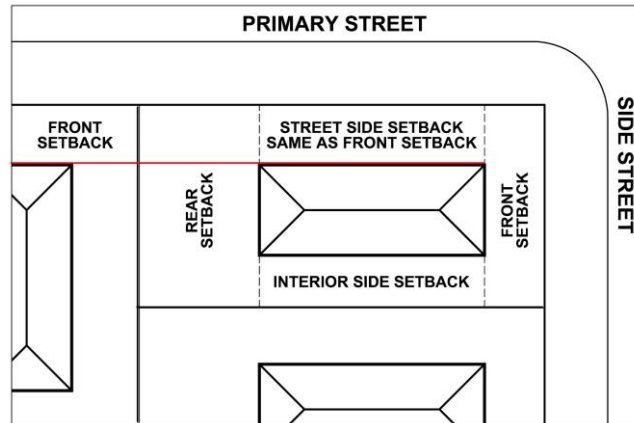 PRIMARY STREET
SIDE STREET
FRONT
SETBACK
STREET SIDE SETBACK
SAME AS FRONT SETBACK
REAR
SETBACK
FRONT
SETBACK
INTERIOR SIDE SETBACK